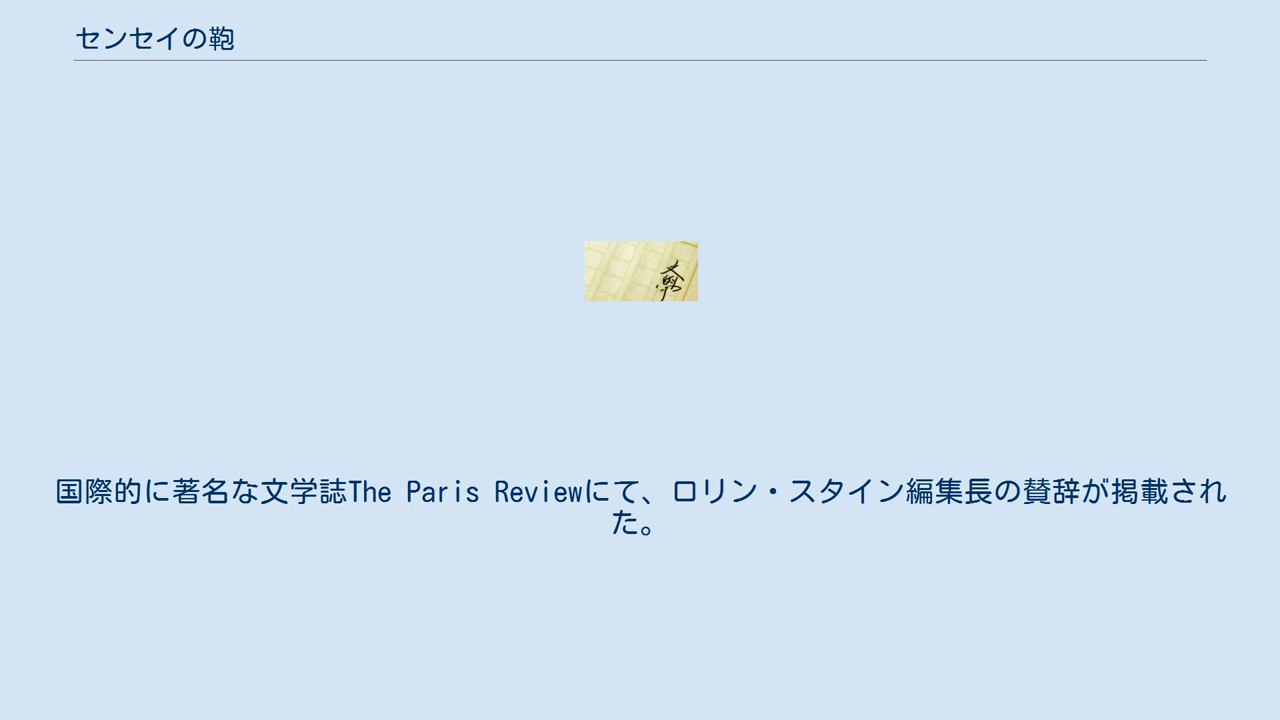 センセイの鞄
国際的に著名な文学誌The Paris Reviewにて、ロリン・スタイン編集長の賛辞が掲載され
た。